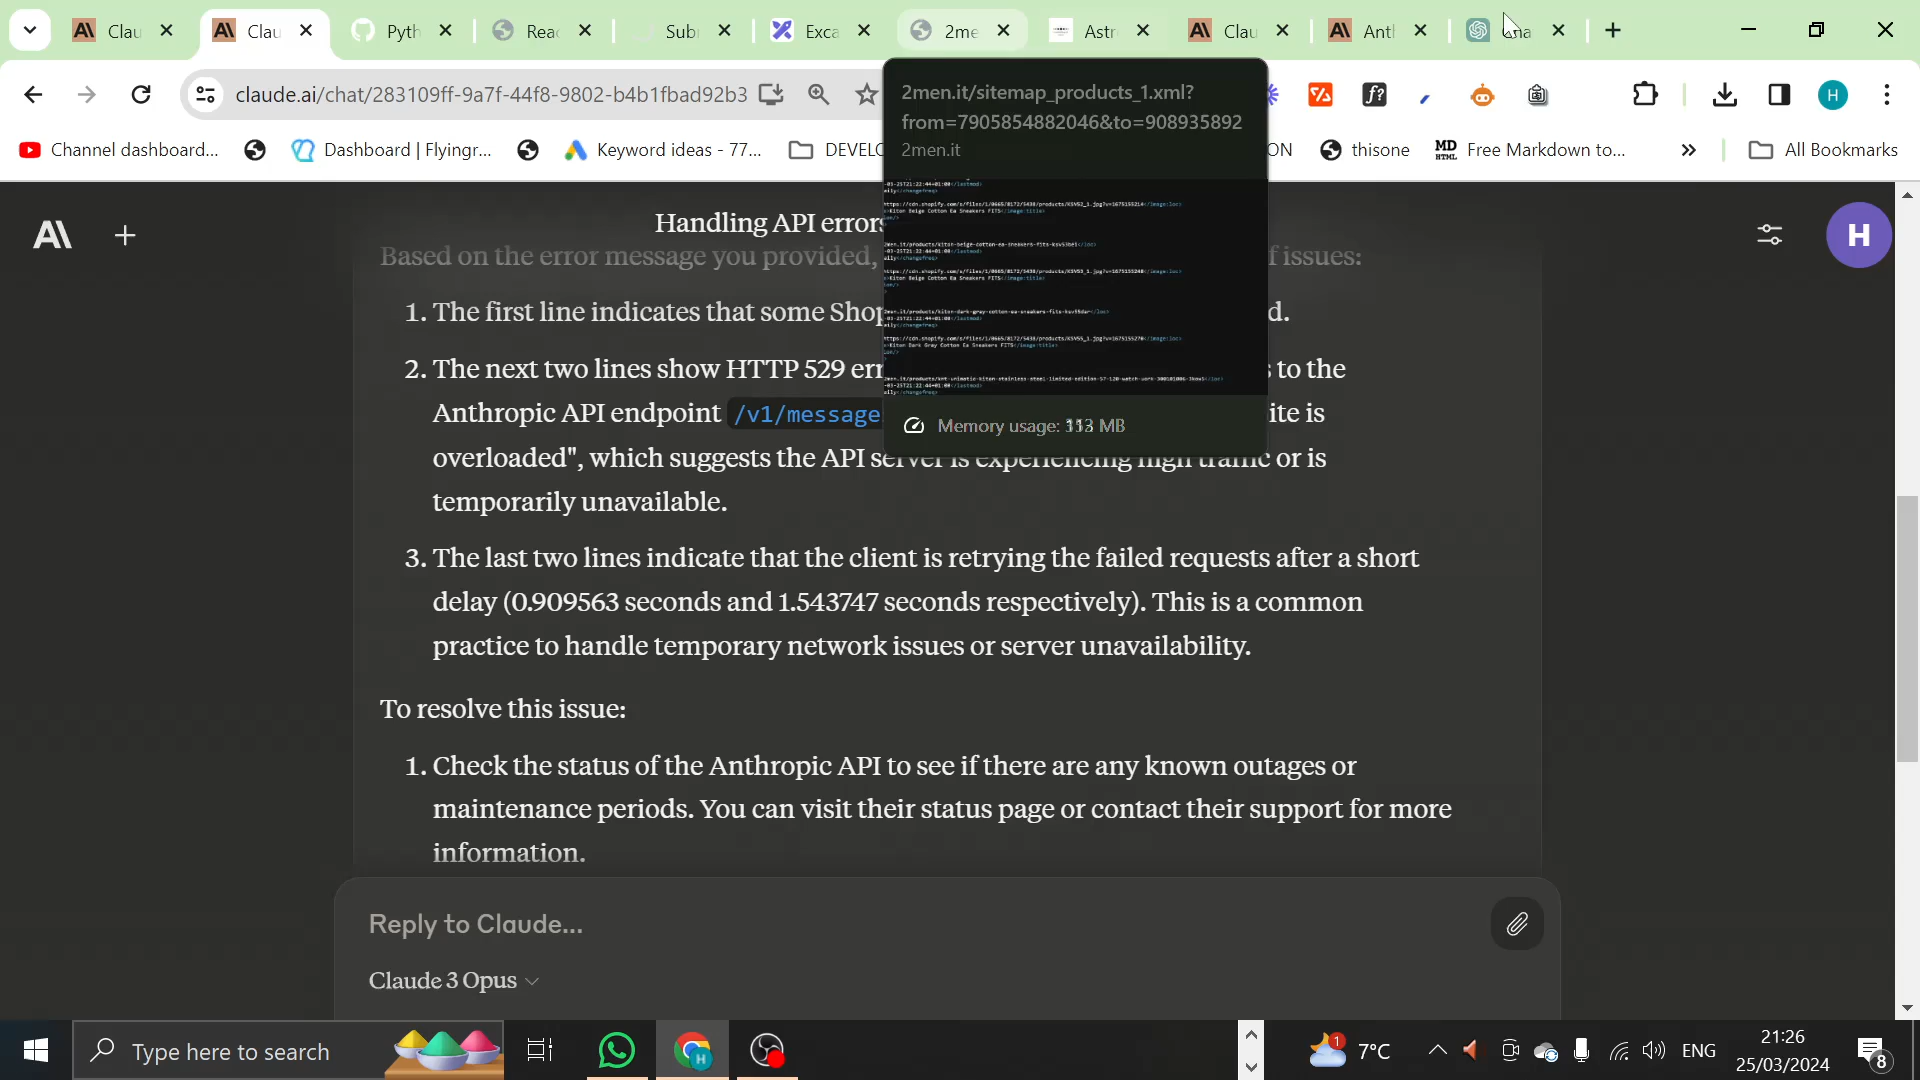 Clau
Clau
Pyth
Reac
Subr
Exca
2me
Astr
Clau
Antl
claude.ai/chat/283109ff-9a7f-44f8-9802-b4b1fbad92b3
H
Channel dashboard...
Dashboard | Flyingr...
Keyword ideas - 77...
DEVELO
ON
thisone
Free Markdown to...
»
All Bookmarks
2men.it/sitemap_products_1.xml?
from=7905854882046&to=908935892
2men.it
Memory usage:
MB
Handling API errors
H
Based on the error message you provided,
f issues:
1. The first line indicates that some Shop
d.
2. The next two lines show HTTP 529 err
s to the
Anthropic API endpoint /v1/message
ite is
overloaded", which suggests the API server is experiencing high traffic or is
temporarily unavailable.
3. The last two lines indicate that the client is retrying the failed requests after a short
delay (0.909563 seconds and 1.543747 seconds respectively). This is a common
practice to handle temporary network issues or server unavailability.
To resolve this issue:
1. Check the status of the Anthropic API to see if there are any known outages or
maintenance periods. You can visit their status page or contact their support for more
information.
Reply to Claude...
Claude 3 Opus
Type here to search
1
7°C
ENG
21:26
25/03/2024
8